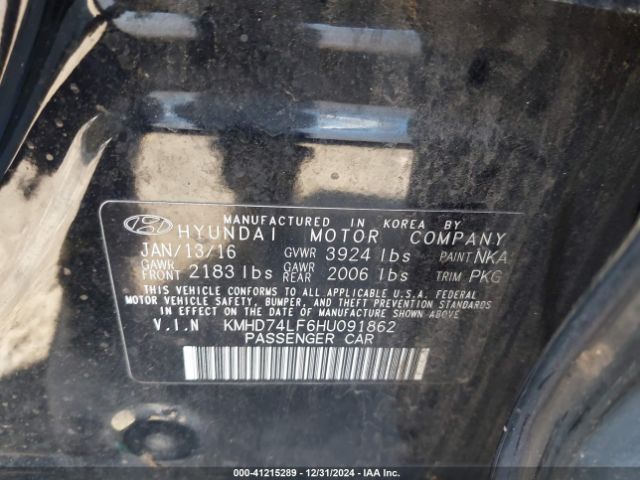 MANUFACTURED IN KOREA BY
HYUNDAI MOTOR COMPANY
JAN/13/16 GVWR 3924 lbs PAINT NKA
GAWR FRONT 2183 lbs GAWR REAR 2006 lbs TRIM PKG
THIS VEHICLE CONFORMS TO ALL APPLICABLE U.S.A. FEDERAL
MOTOR VEHICLE SAFETY, BUMPER, AND THEFT PREVENTION STANDARDS
IN EFFECT ON THE DATE OF MANUFACTURE SHOWN ABOVE.
V.I.N KMHD74LF6HU091862
PASSENGER CAR
000-41215289 - 12/31/2024 - IAA Inc.